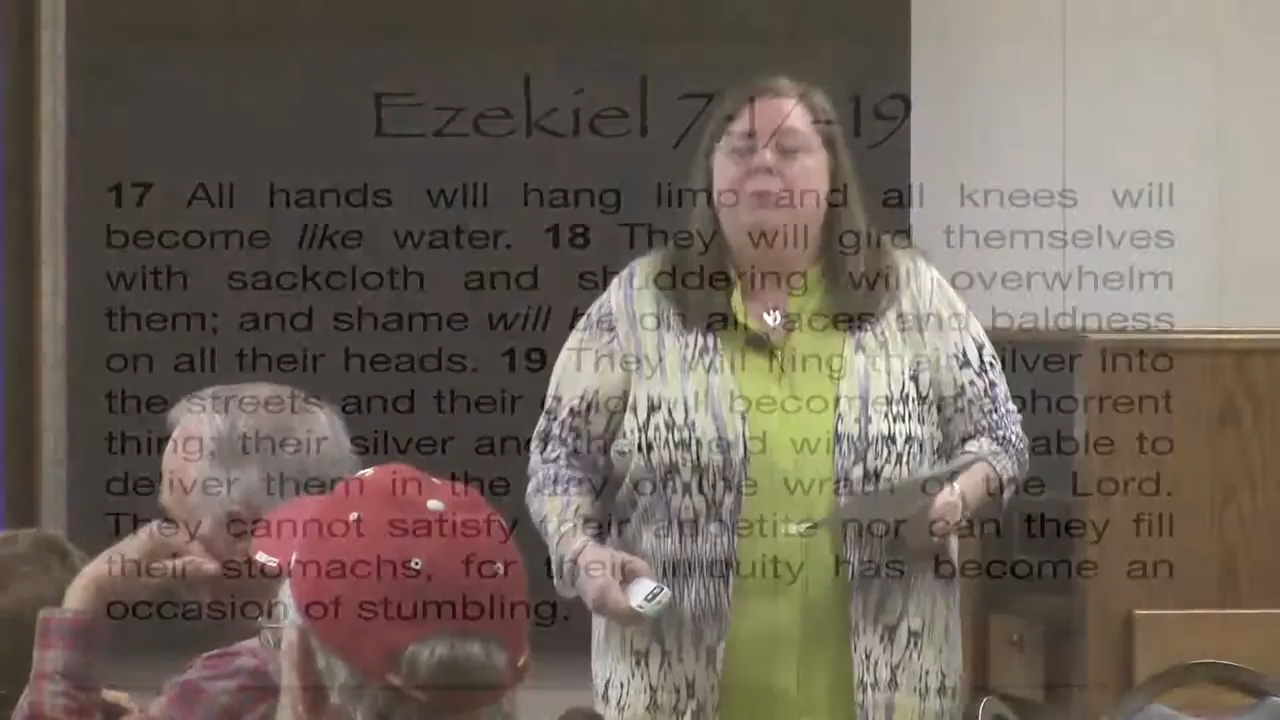 Ezekiel 7:17-19
17 All hands will hang limp and all knees will
become like water. 18 They will gird themselves
with sackcloth and shuddering will overwhelm
them; and shame will be on all faces and baldness
on all their heads. 19 They will fling their silver into
the streets and their gold will become an abhorrent
thing; their silver and their gold will not be able to
deliver them in the day of the wrath of the Lord.
They cannot satisfy their appetite nor can they fill
their stomachs, for their iniquity has become an
occasion of stumbling.